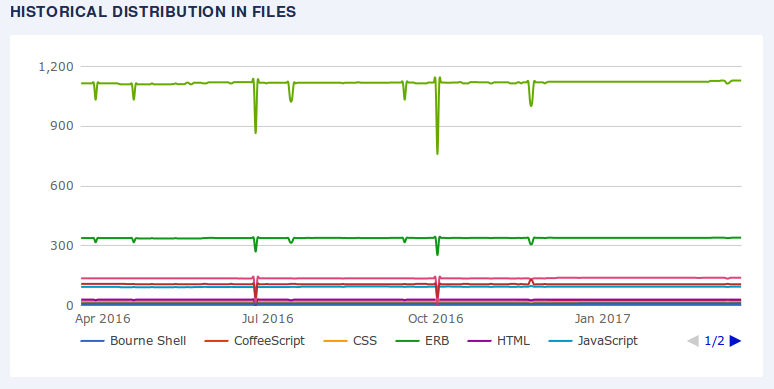 HISTORICAL DISTRIBUTION IN FILES
1,200
900
600
300
0
Apr 2016 Jul 2016 Oct 2016 Jan 2017
Bourne Shell CoffeeScript CSS ERB HTML JavaScript 1/2